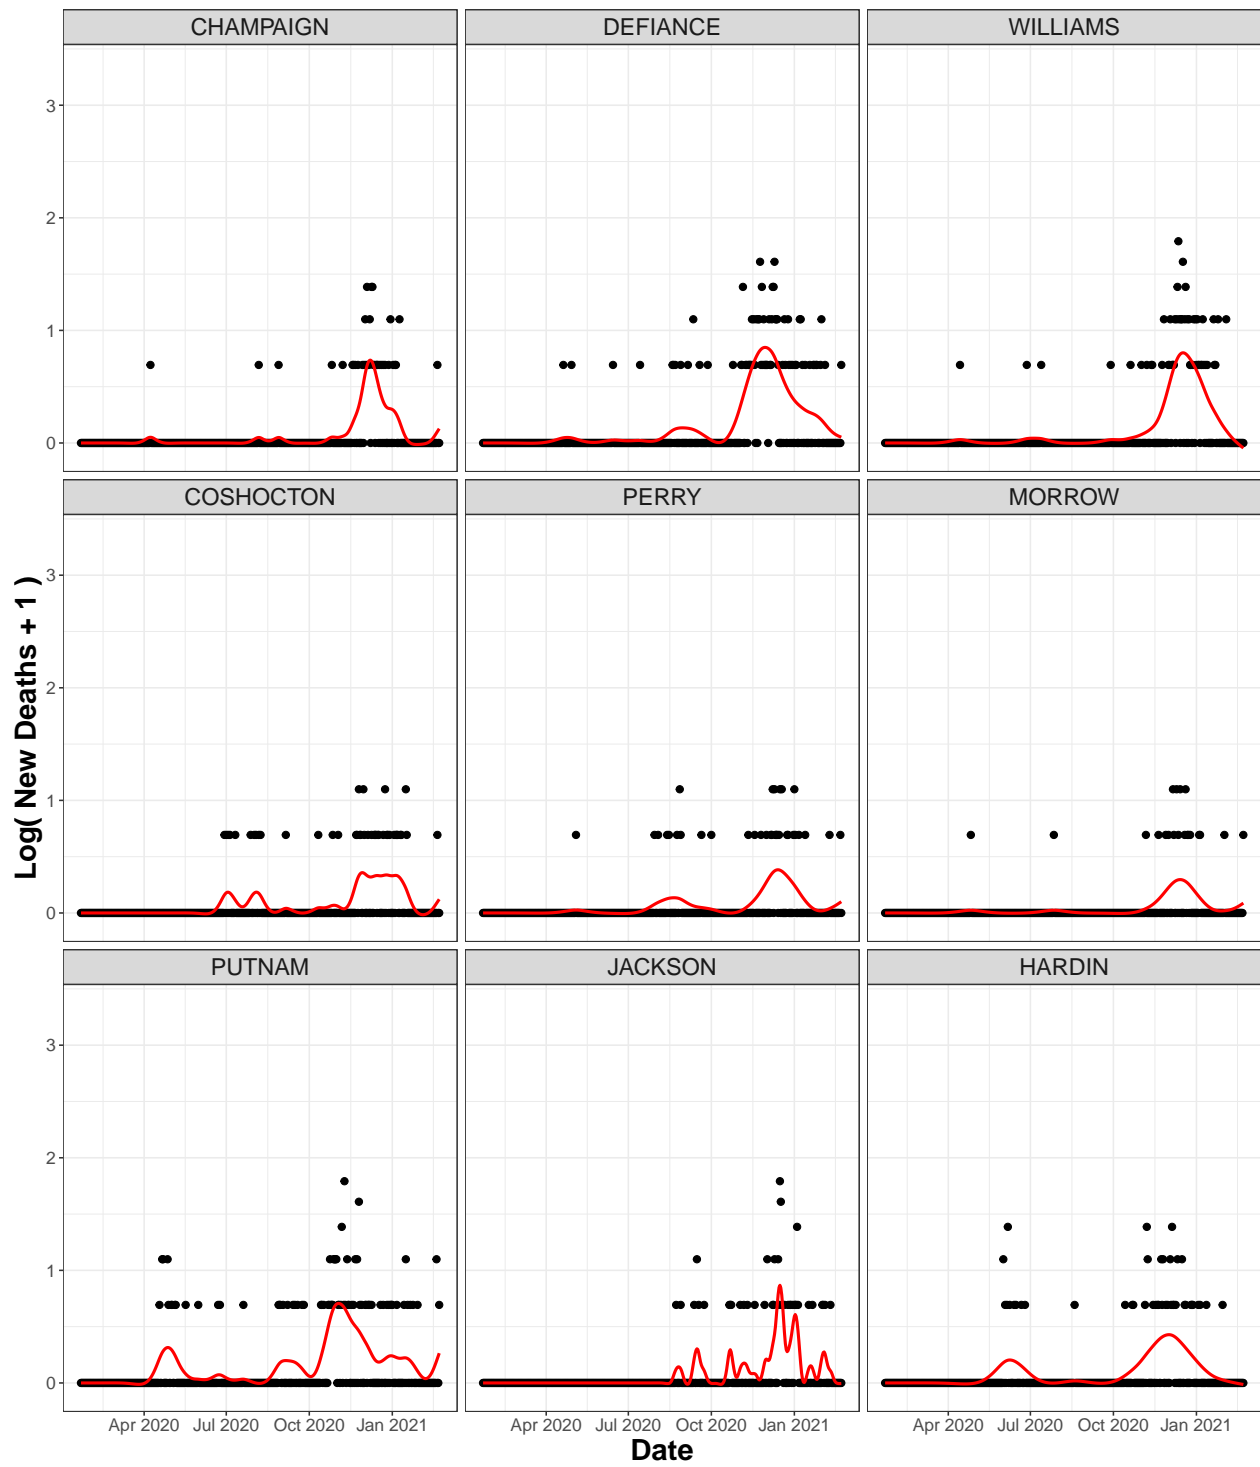 CHAMPAIGN DEFIANCE WILLIAMS
3
2
1
0
COSHOCTON PERRY MORROW
3
2
1
0
PUTNAM JACKSON HARDIN
3
2
1
0
Log( New Deaths + 1 )
Apr 2020 Jul 2020 Oct 2020 Jan 2021 Apr 2020 Jul 2020 Oct 2020 Jan 2021 Apr 2020 Jul 2020 Oct 2020 Jan 2021
Date